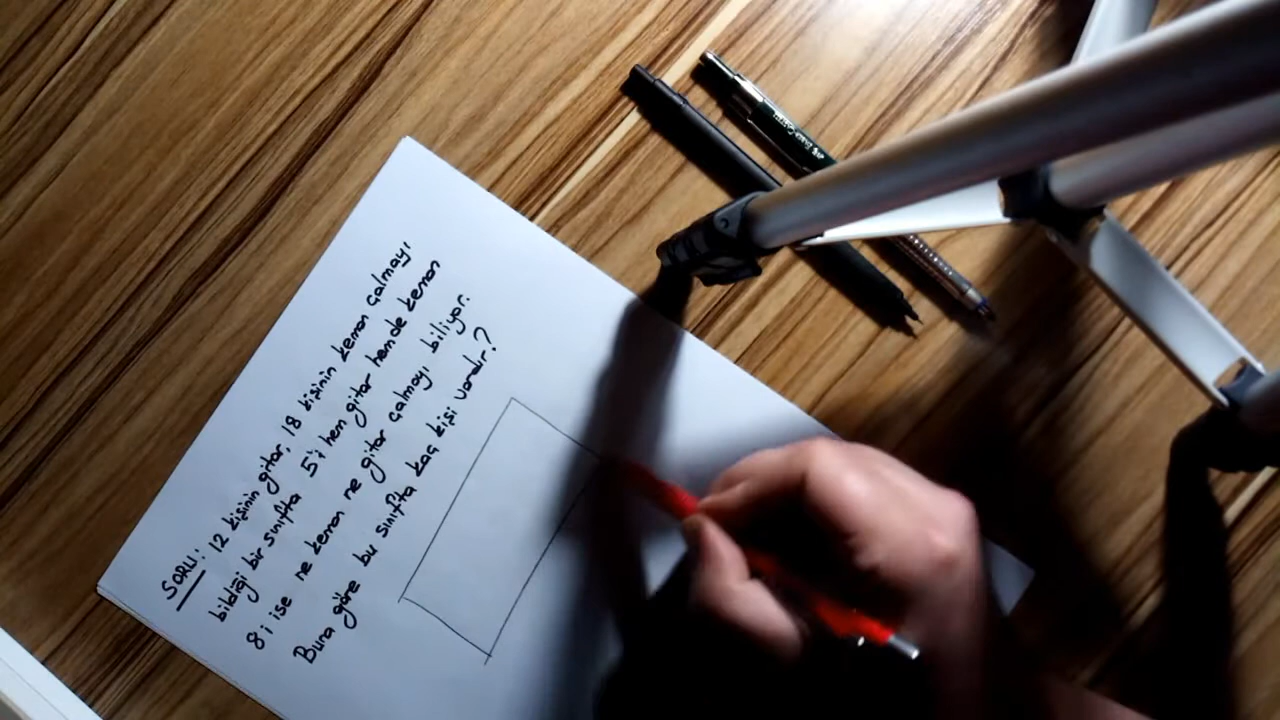 SORU: 12 kişinin gitar, 18 kişinin keman çalmayı
bildiği bir sınıfta 5'i hem gitar hem de keman
8'i ise ne keman ne gitar çalmayı biliyor.
Buna göre bu sınıfta kaç kişi vardır?